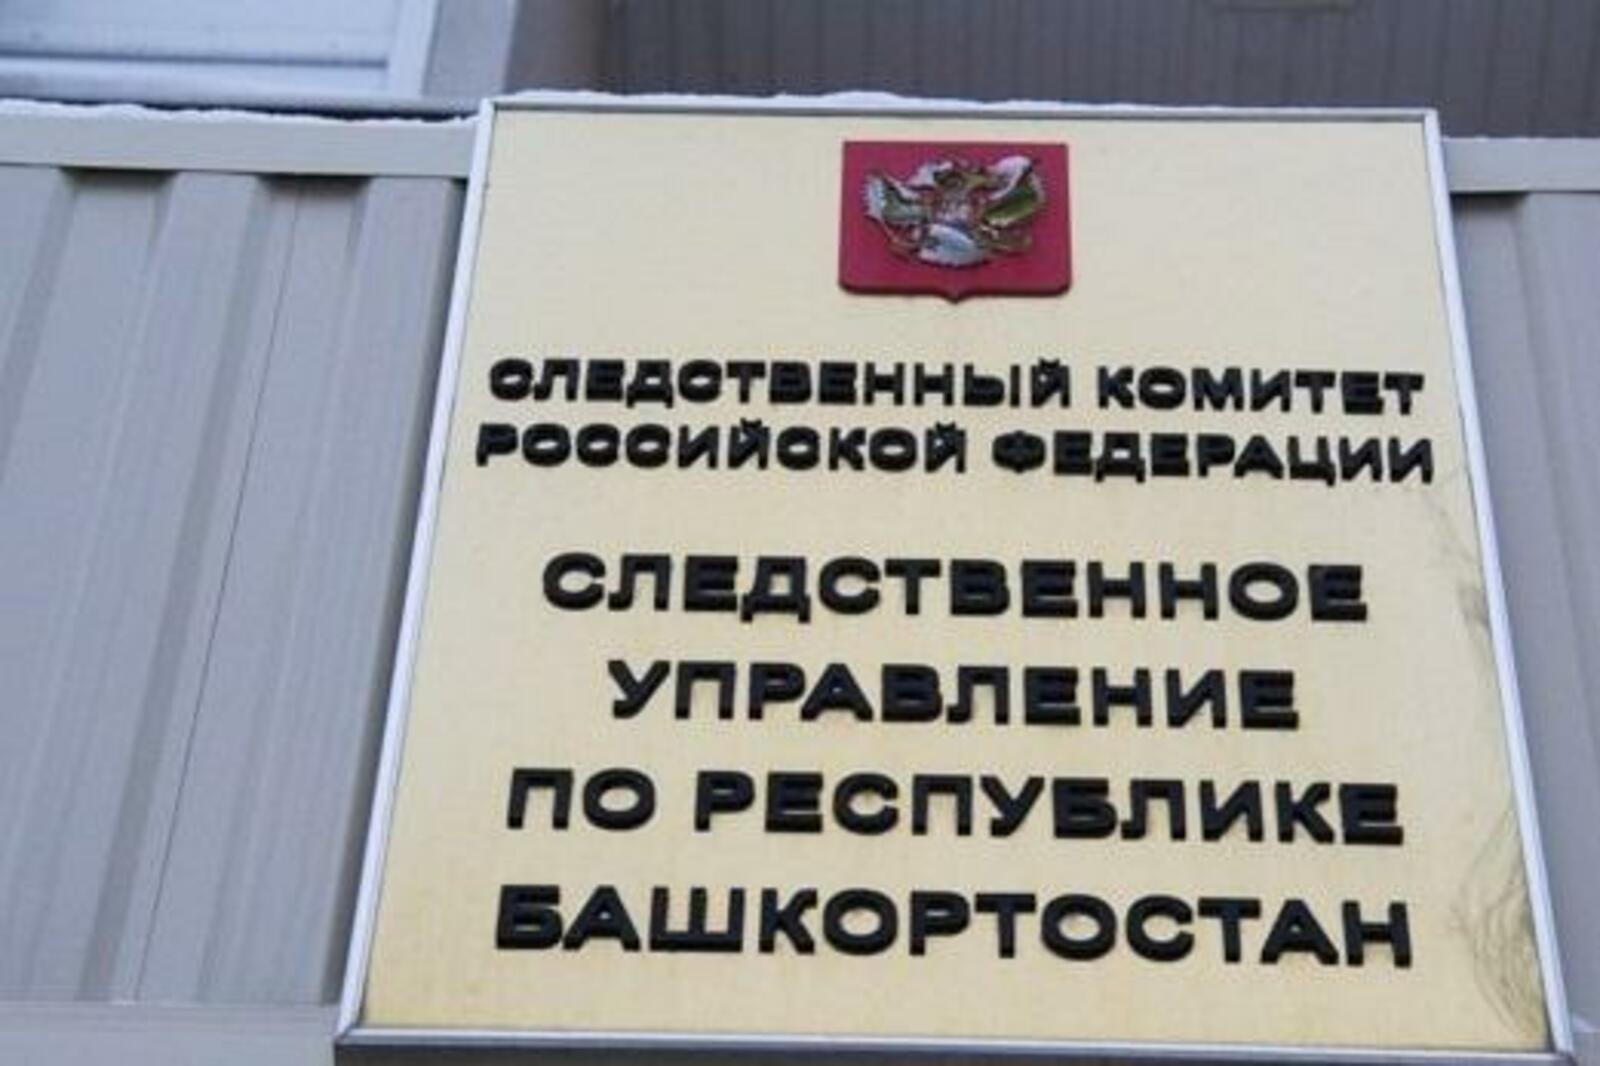 СЛЕДСТВЕННЫЙ КОМИТЕТ
РОССИЙСКОЙ ФЕДЕРАЦИИ
СЛЕДСТВЕННОЕ
УПРАВЛЕНИЕ
ПО РЕСПУБЛИКЕ
БАШКОРТОСТАН